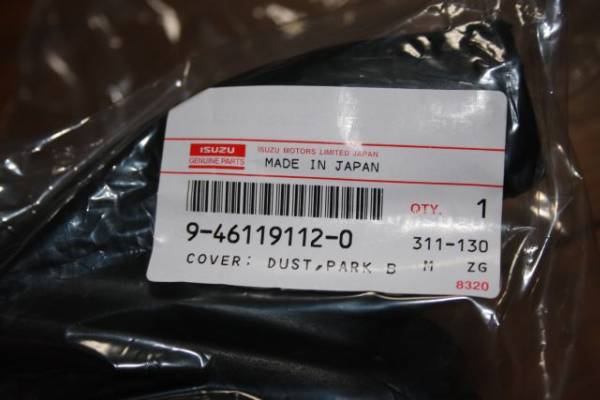 ISUZU
GENUINE PARTS
ISUZU MOTORS LIMITED JAPAN
MADE IN JAPAN
QTY. 1
9-46119112-0 311-130
COVER; DUST,PARK B M ZG
8320